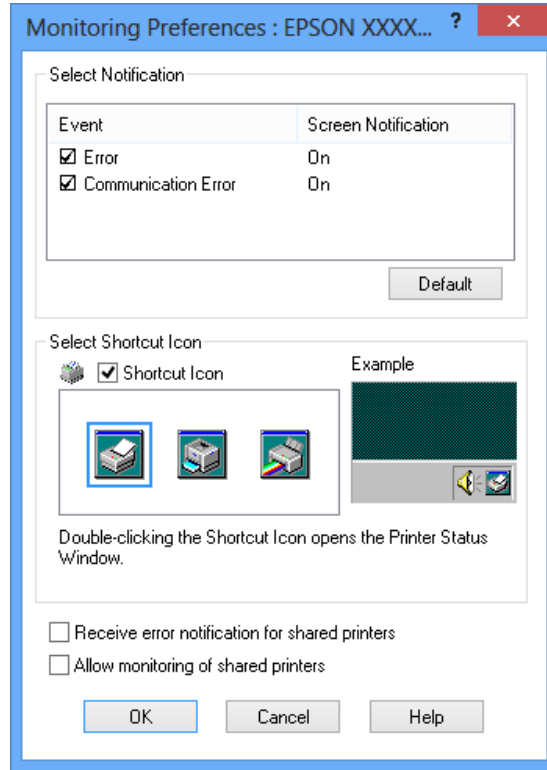 Monitoring Preferences : EPSON XXXX... ? ×
Select Notification
Event Screen Notification
Error On
Communication Error On
Default
Select Shortcut Icon
Shortcut Icon
Example
Double-clicking the Shortcut Icon opens the Printer Status
Window.
Receive error notification for shared printers
Allow monitoring of shared printers
OK Cancel Help